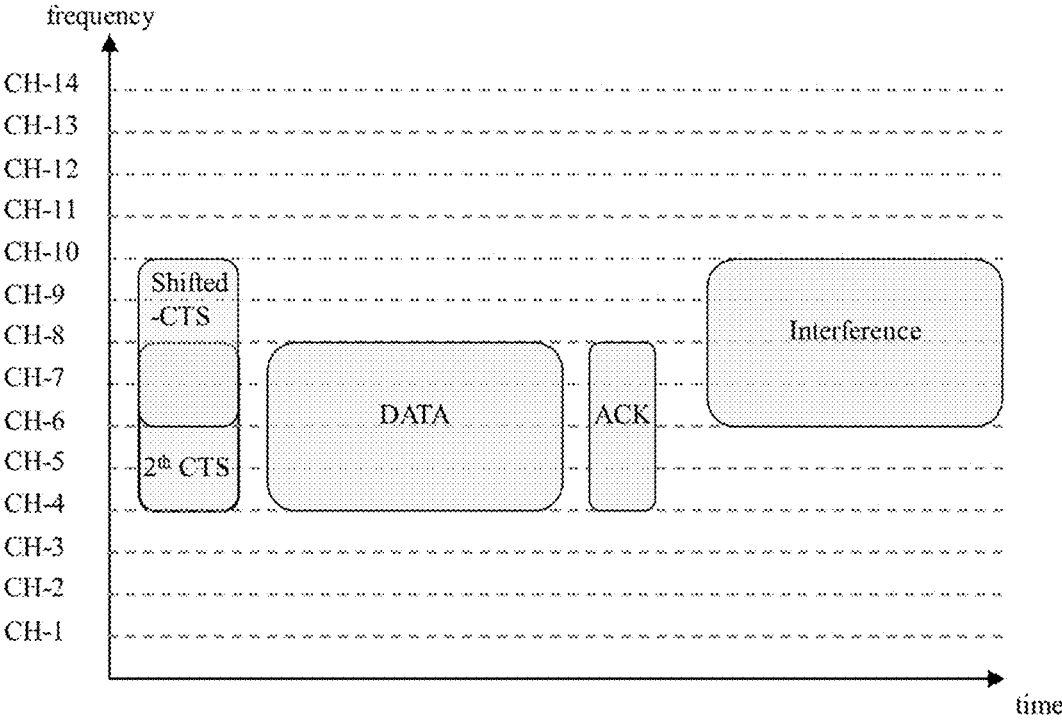 frequency
CH-14
CH-13
CH-12
CH-11
CH-10
CH-9
CH-8
CH-7
CH-6
CH-5
CH-4
CH-3
CH-2
CH-1
Shifted
-CTS
2th CTS
DATA
ACK
Interference
time